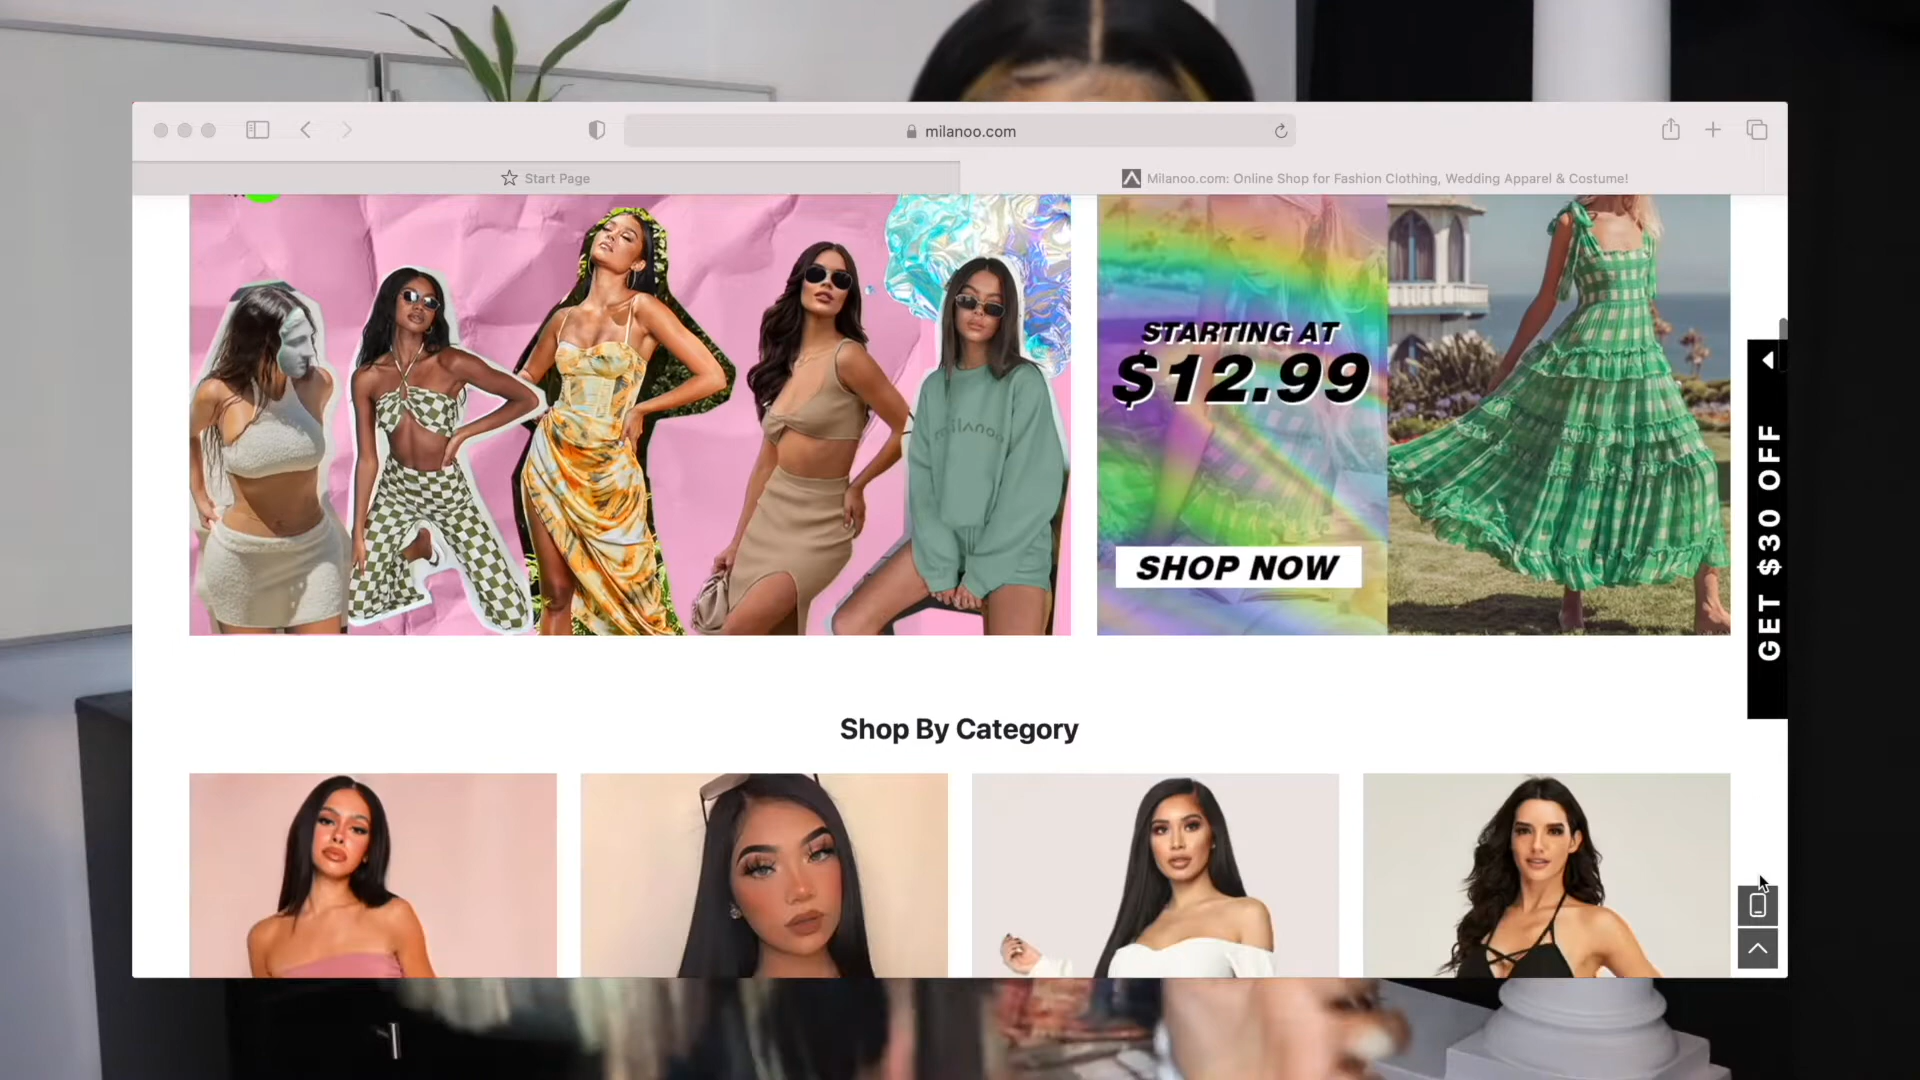 milanoo.com
Start Page
Milanoo.com: Online Shop for Fashion Clothing, Wedding Apparel & Costume!
milanoo
STARTING AT
$12.99
SHOP NOW
GET $30 OFF
Shop By Category